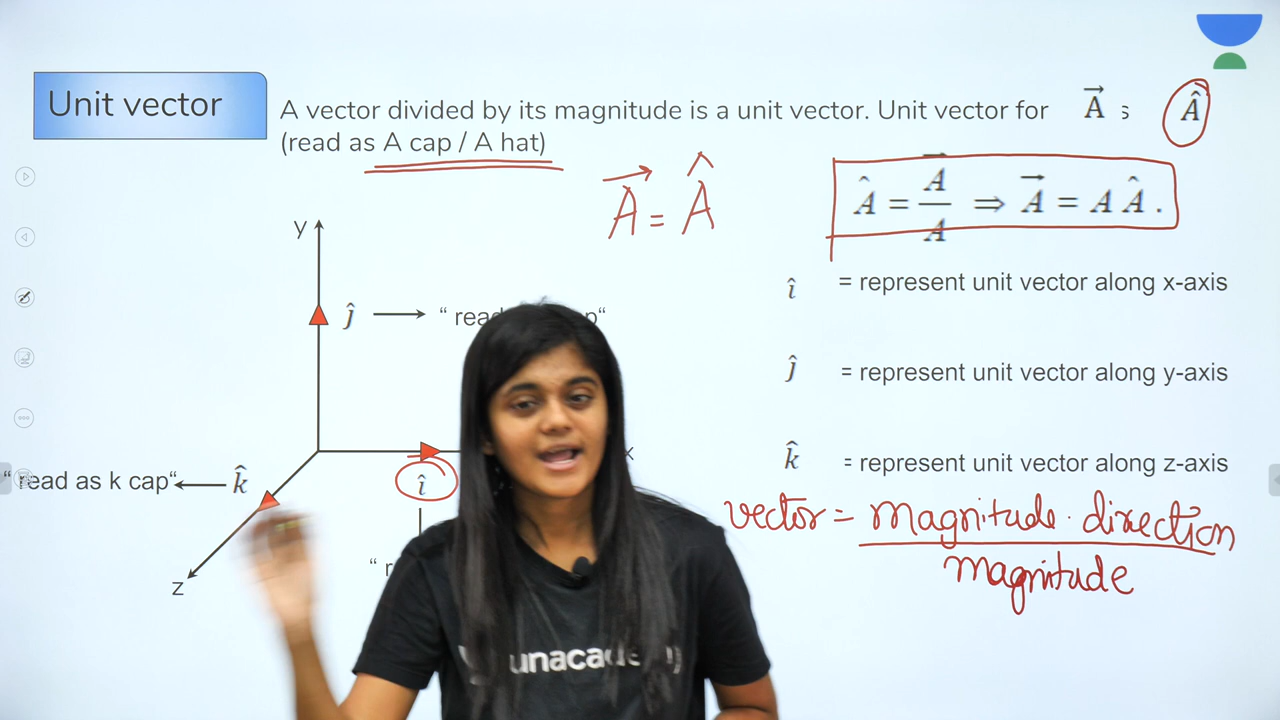 Unit vector
A vector divided by its magnitude is a unit vector. Unit vector for A⃗ s Â
(read as A cap / A hat)
A⃗ = Â
Â = A⃗ / A ⇒ A⃗ = A Â .
y
î = represent unit vector along x-axis
ĵ → “ read p“
ĵ = represent unit vector along y-axis
x
k̂ = represent unit vector along z-axis
“ read as k cap“ ← k̂
î
vector = magnitude . direction
magnitude
z
“ r
unacade